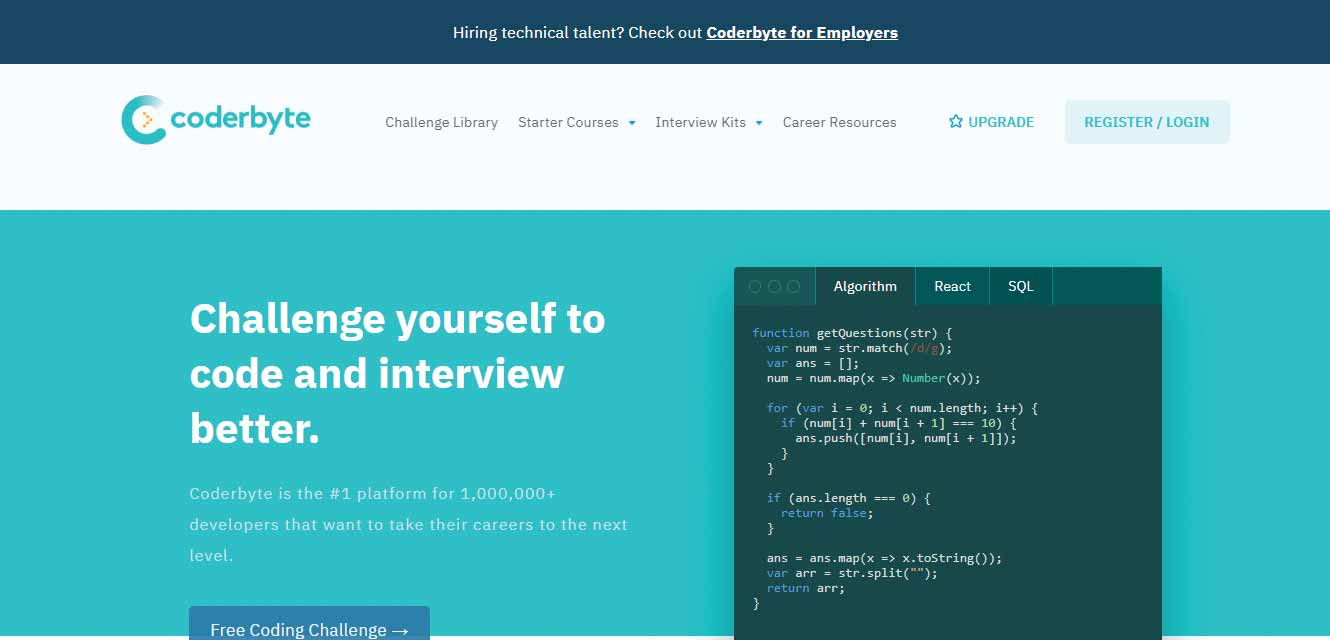 Hiring technical talent? Check out Coderbyte for Employers
coderbyte
Challenge Library
Starter Courses
Interview Kits
Career Resources
UPGRADE
REGISTER / LOGIN
Challenge yourself to
code and interview
better.
Coderbyte is the #1 platform for 1,000,000+
developers that want to take their careers to the next
level.
Free Coding Challenge →
Algorithm
React
SQL
function getQuestions(str) {
  var num = str.match(/d/g);
  var ans = [];
  num = num.map(x => Number(x));
  for (var i = 0; i < num.length; i++) {
    if (num[i] + num[i + 1] === 10) {
      ans.push([num[i], num[i + 1]]);
    }
  }
  if (ans.length === 0) {
    return false;
  }
  ans = ans.map(x => x.toString());
  var arr = str.split("");
  return arr;
}